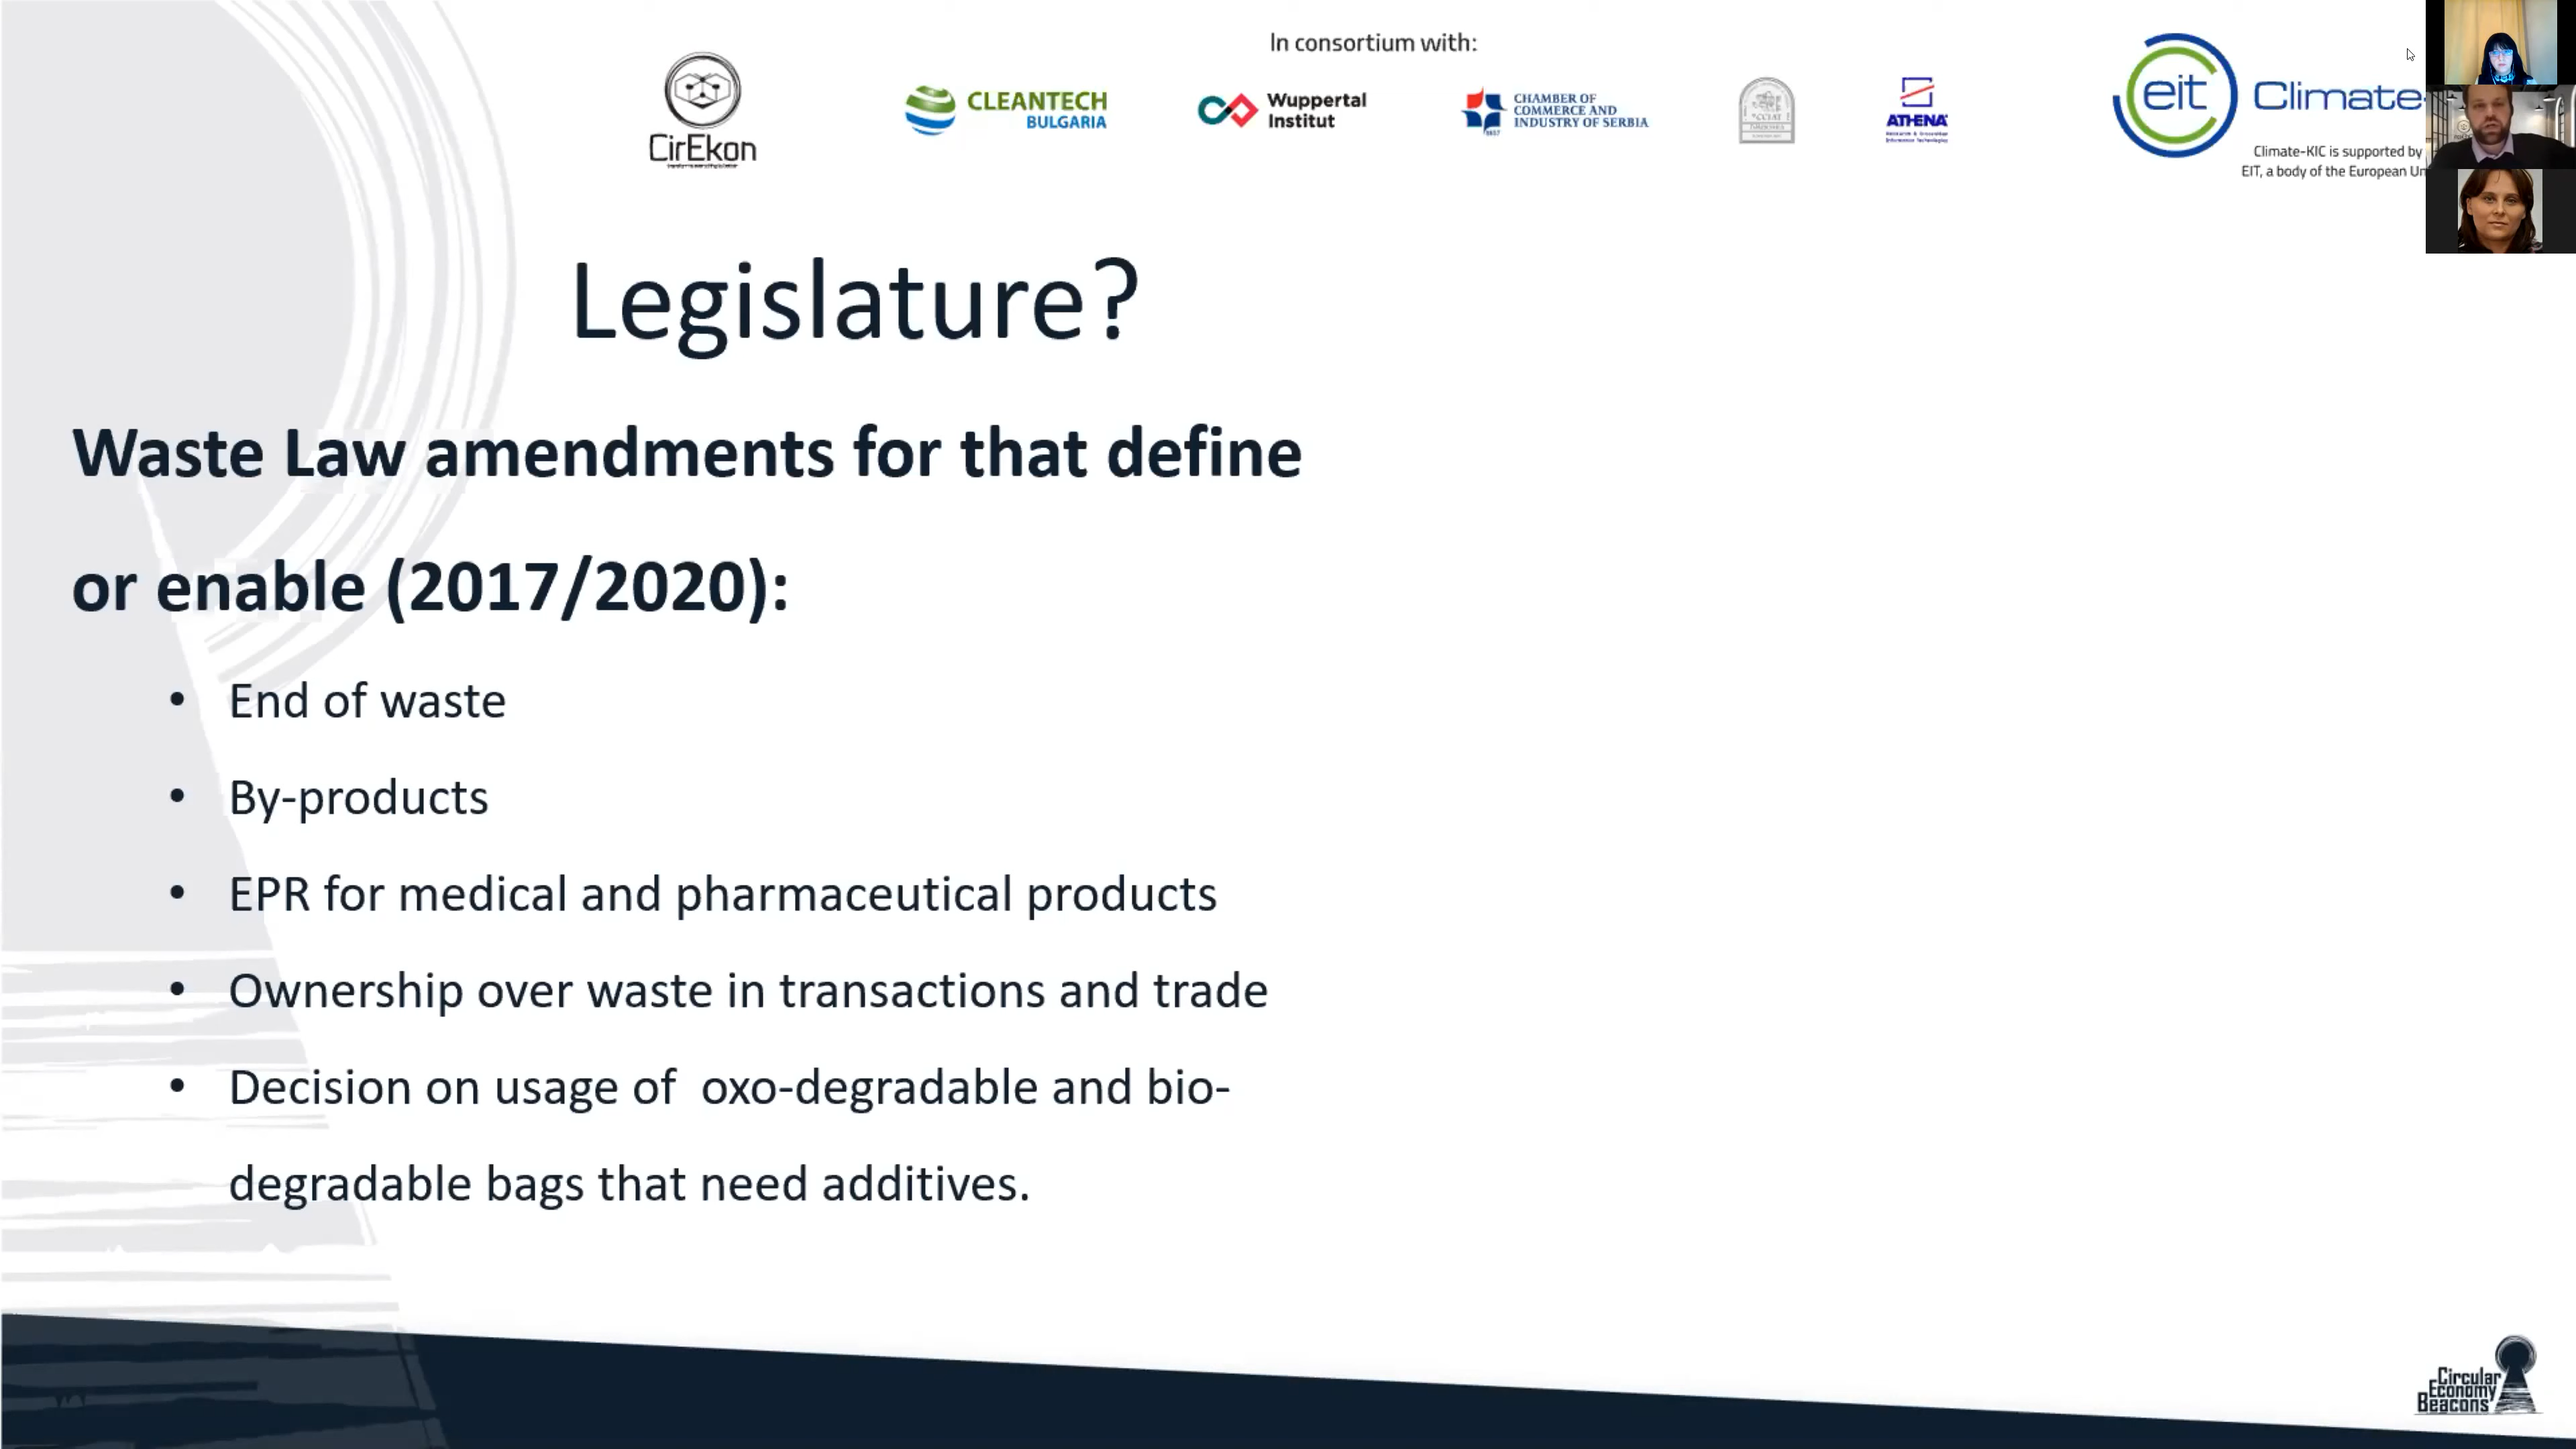 In consortium with:
CirEkon
CLEANTECH
BULGARIA
Wuppertal
Institut
CHAMBER OF
COMMERCE AND
INDUSTRY OF SERBIA
1857
CCIAT
ATHENA
eit Climate-
Climate-KIC is supported by
EIT, a body of the European Un
Legislature?
Waste Law amendments for that define
or enable (2017/2020):
• End of waste
• By-products
• EPR for medical and pharmaceutical products
• Ownership over waste in transactions and trade
• Decision on usage of oxo-degradable and bio-
degradable bags that need additives.
Circular
Economy
Beacons